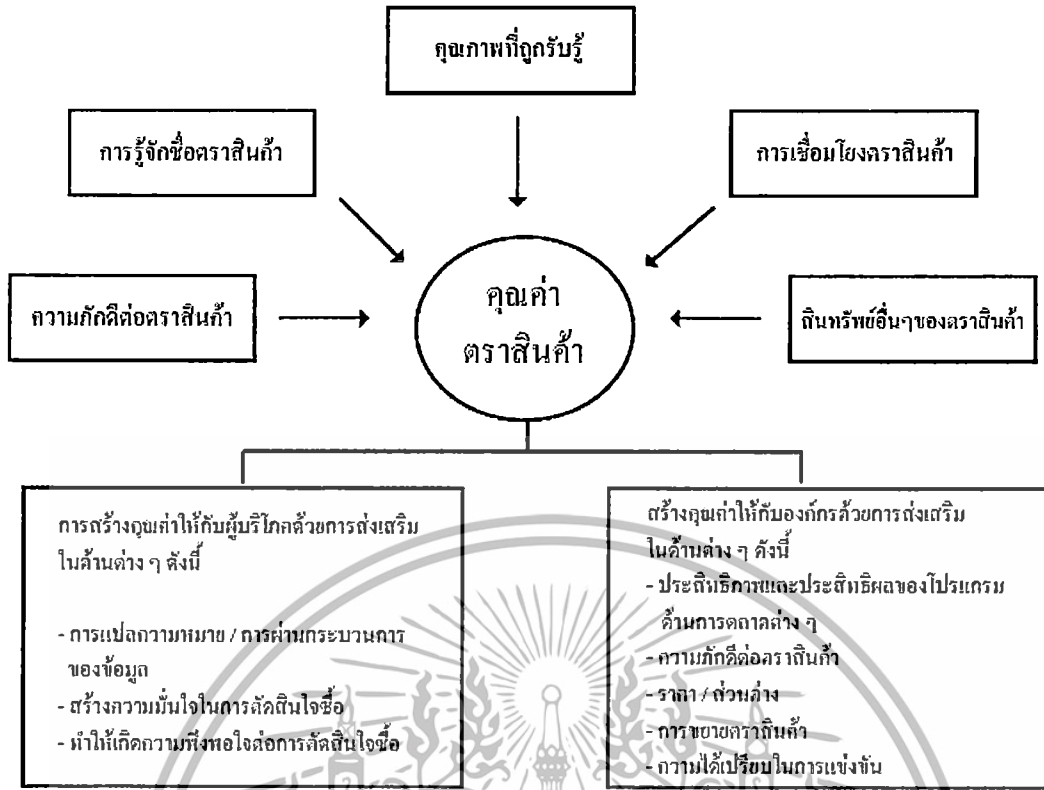 คุณภาพที่ถูกรับรู้
การรู้จักชื่อตราสินค้า
การเชื่อมโยงตราสินค้า
ความภักดีต่อตราสินค้า
คุณค่า
ตราสินค้า
สินทรัพย์อื่นๆของตราสินค้า
การสร้างคุณค่าให้กับผู้บริโภคด้วยการส่งเสริม
ในด้านต่าง ๆ ดังนี้
- การแปลความหมาย / การผ่านกระบวนการ
ของข้อมูล
- สร้างความมั่นใจในการตัดสินใจซื้อ
- ทำให้เกิดความพึงพอใจต่อการตัดสินใจซื้อ
สร้างคุณค่าให้กับองค์กรด้วยการส่งเสริม
ในด้านต่าง ๆ ดังนี้
- ประสิทธิภาพและประสิทธิผลของโปรแกรม
ด้านการตลาดต่าง ๆ
- ความภักดีต่อตราสินค้า
- ราคา / ส่วนต่าง
- การขยายตราสินค้า
- ความได้เปรียบในการแข่งขัน